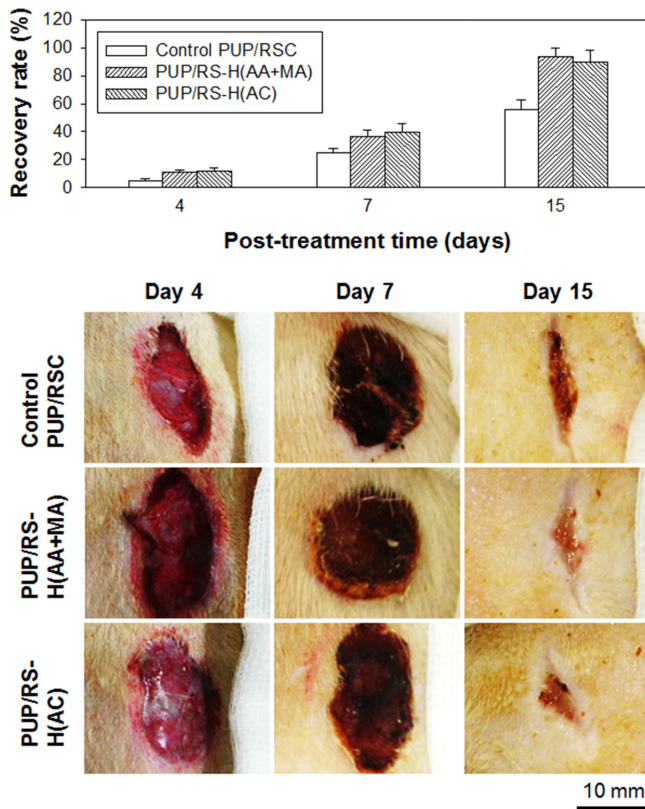 Recovery rate (%)
120
100
80
60
40
20
0
Control PUP/RSC
PUP/RS-H(AA+MA)
PUP/RS-H(AC)
4 7 15
Post-treatment time (days)
Day 4 Day 7 Day 15
Control
PUP/RSC
PUP/RS-
H(AA+MA)
PUP/RS-
H(AC)
10 mm